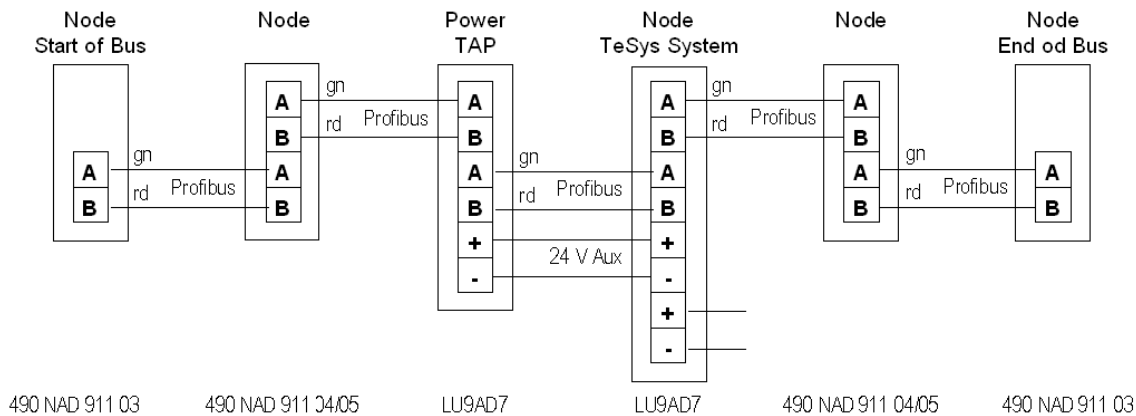 Node
Start of Bus
Node
Power
TAP
Node
TeSys System
Node
Node
End od Bus
A
B
gn
rd
Profibus
A
B
A
B
gn
rd
Profibus
A
B
A
B
+
-
gn
rd
Profibus
24 V Aux
A
B
A
B
+
-
+
-
gn
rd
Profibus
A
B
A
B
gn
rd
Profibus
A
B
490 NAD 911 03
490 NAD 911 04/05
LU9AD7
LU9AD7
490 NAD 911 04/05
490 NAD 911 03